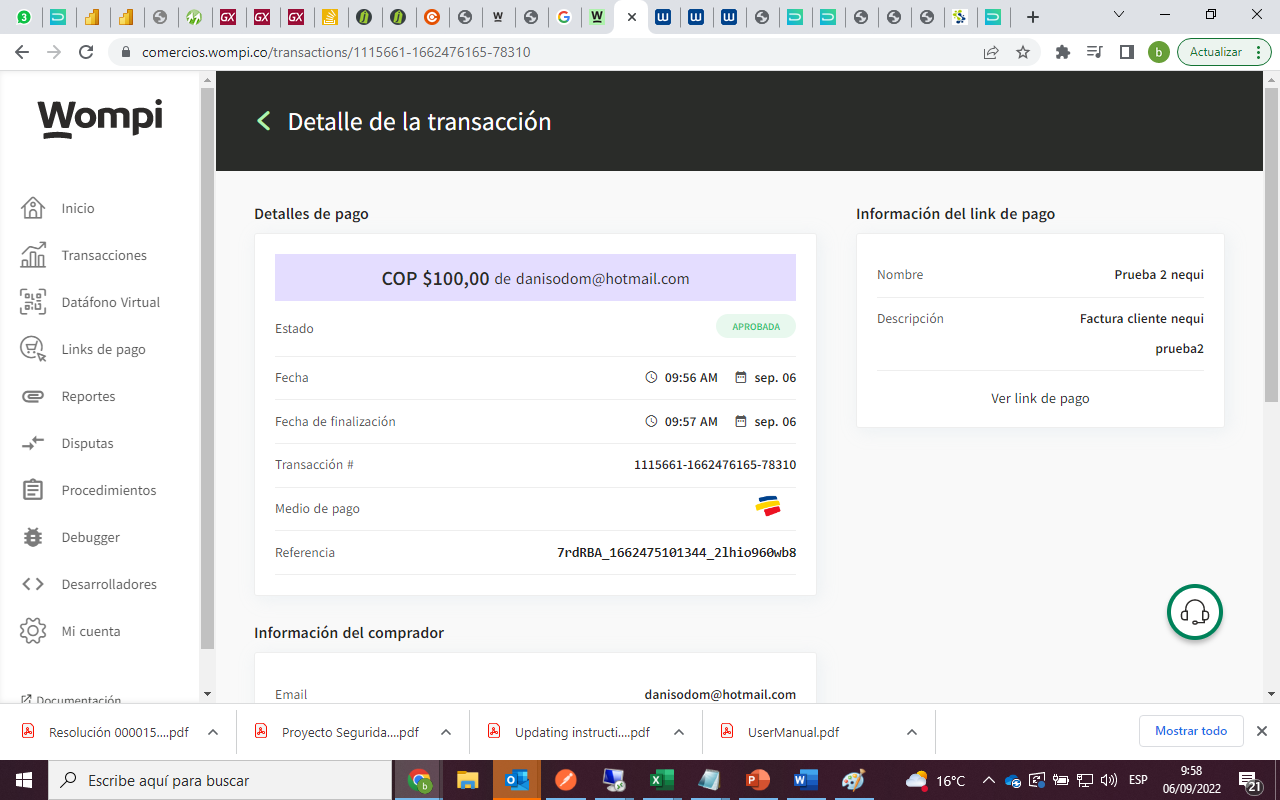 comercios.wompi.co/transactions/1115661-1662476165-78310
b
Actualizar
Wompi
Inicio
Transacciones
Datáfono Virtual
Links de pago
Reportes
Disputas
Procedimientos
Debugger
Desarrolladores
Mi cuenta
Documentación
Detalle de la transacción
Detalles de pago
COP $100,00 de danisodom@hotmail.com
Estado APROBADA
Fecha 09:56 AM sep. 06
Fecha de finalización 09:57 AM sep. 06
Transacción # 1115661-1662476165-78310
Medio de pago
Referencia 7rdRBA_1662475101344_2lhio960wb8
Información del comprador
Email danisodom@hotmail.com
Información del link de pago
Nombre Prueba 2 nequi
Descripción Factura cliente nequi
prueba2
Ver link de pago
Resolución 000015....pdf
Proyecto Segurida....pdf
Updating instructi....pdf
UserManual.pdf
Mostrar todo
Escribe aquí para buscar
16°C
ESP
9:58
06/09/2022
21